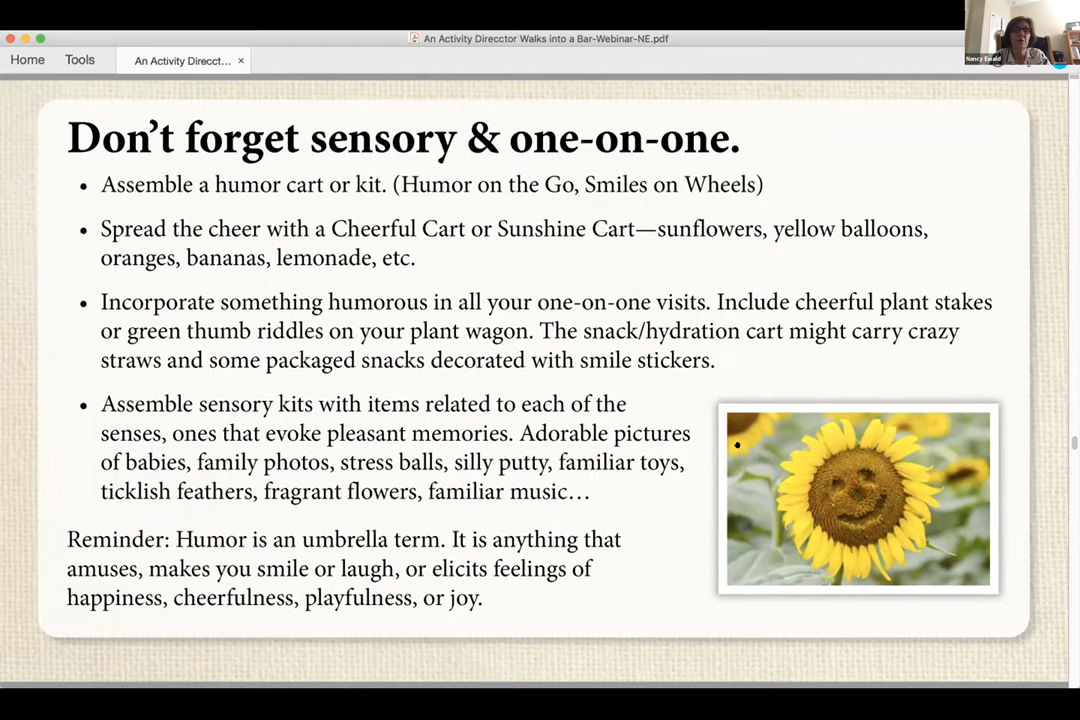 An Activity Direcctor Walks into a Bar-Webinar-NE.pdf
Home
Tools
An Activity Direcct... ×
Nancy Ewald
Don't forget sensory & one-on-one.
• Assemble a humor cart or kit. (Humor on the Go, Smiles on Wheels)
• Spread the cheer with a Cheerful Cart or Sunshine Cart—sunflowers, yellow balloons,
oranges, bananas, lemonade, etc.
• Incorporate something humorous in all your one-on-one visits. Include cheerful plant stakes
or green thumb riddles on your plant wagon. The snack/hydration cart might carry crazy
straws and some packaged snacks decorated with smile stickers.
• Assemble sensory kits with items related to each of the
senses, ones that evoke pleasant memories. Adorable pictures
of babies, family photos, stress balls, silly putty, familiar toys,
ticklish feathers, fragrant flowers, familiar music…
Reminder: Humor is an umbrella term. It is anything that
amuses, makes you smile or laugh, or elicits feelings of
happiness, cheerfulness, playfulness, or joy.